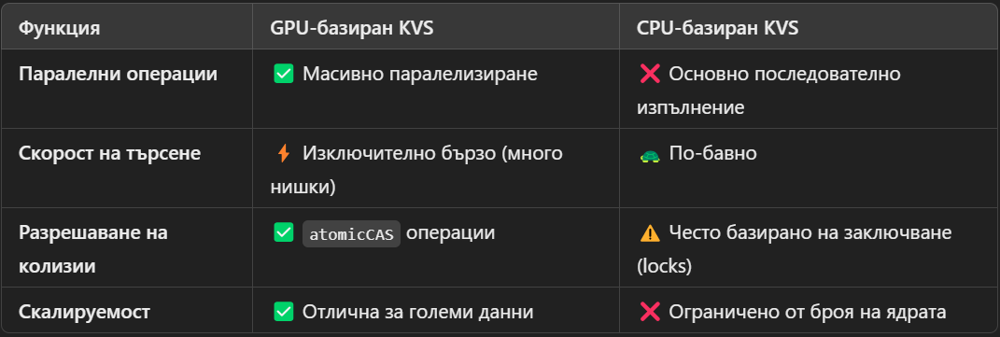 Функция GPU-базиран KVS CPU-базиран KVS
Паралелни операции ✅ Масивно паралелизиране ❌ Основно последователно
изпълнение
Скорост на търсене ⚡ Изключително бързо (много
нишки)
🐢 По-бавно
Разрешаване на
колизии
✅ atomicCAS операции
⚠️ Често базирано на заключване
(locks)
Скалируемост ✅ Отлична за големи данни ❌ Ограничено от броя на ядрата